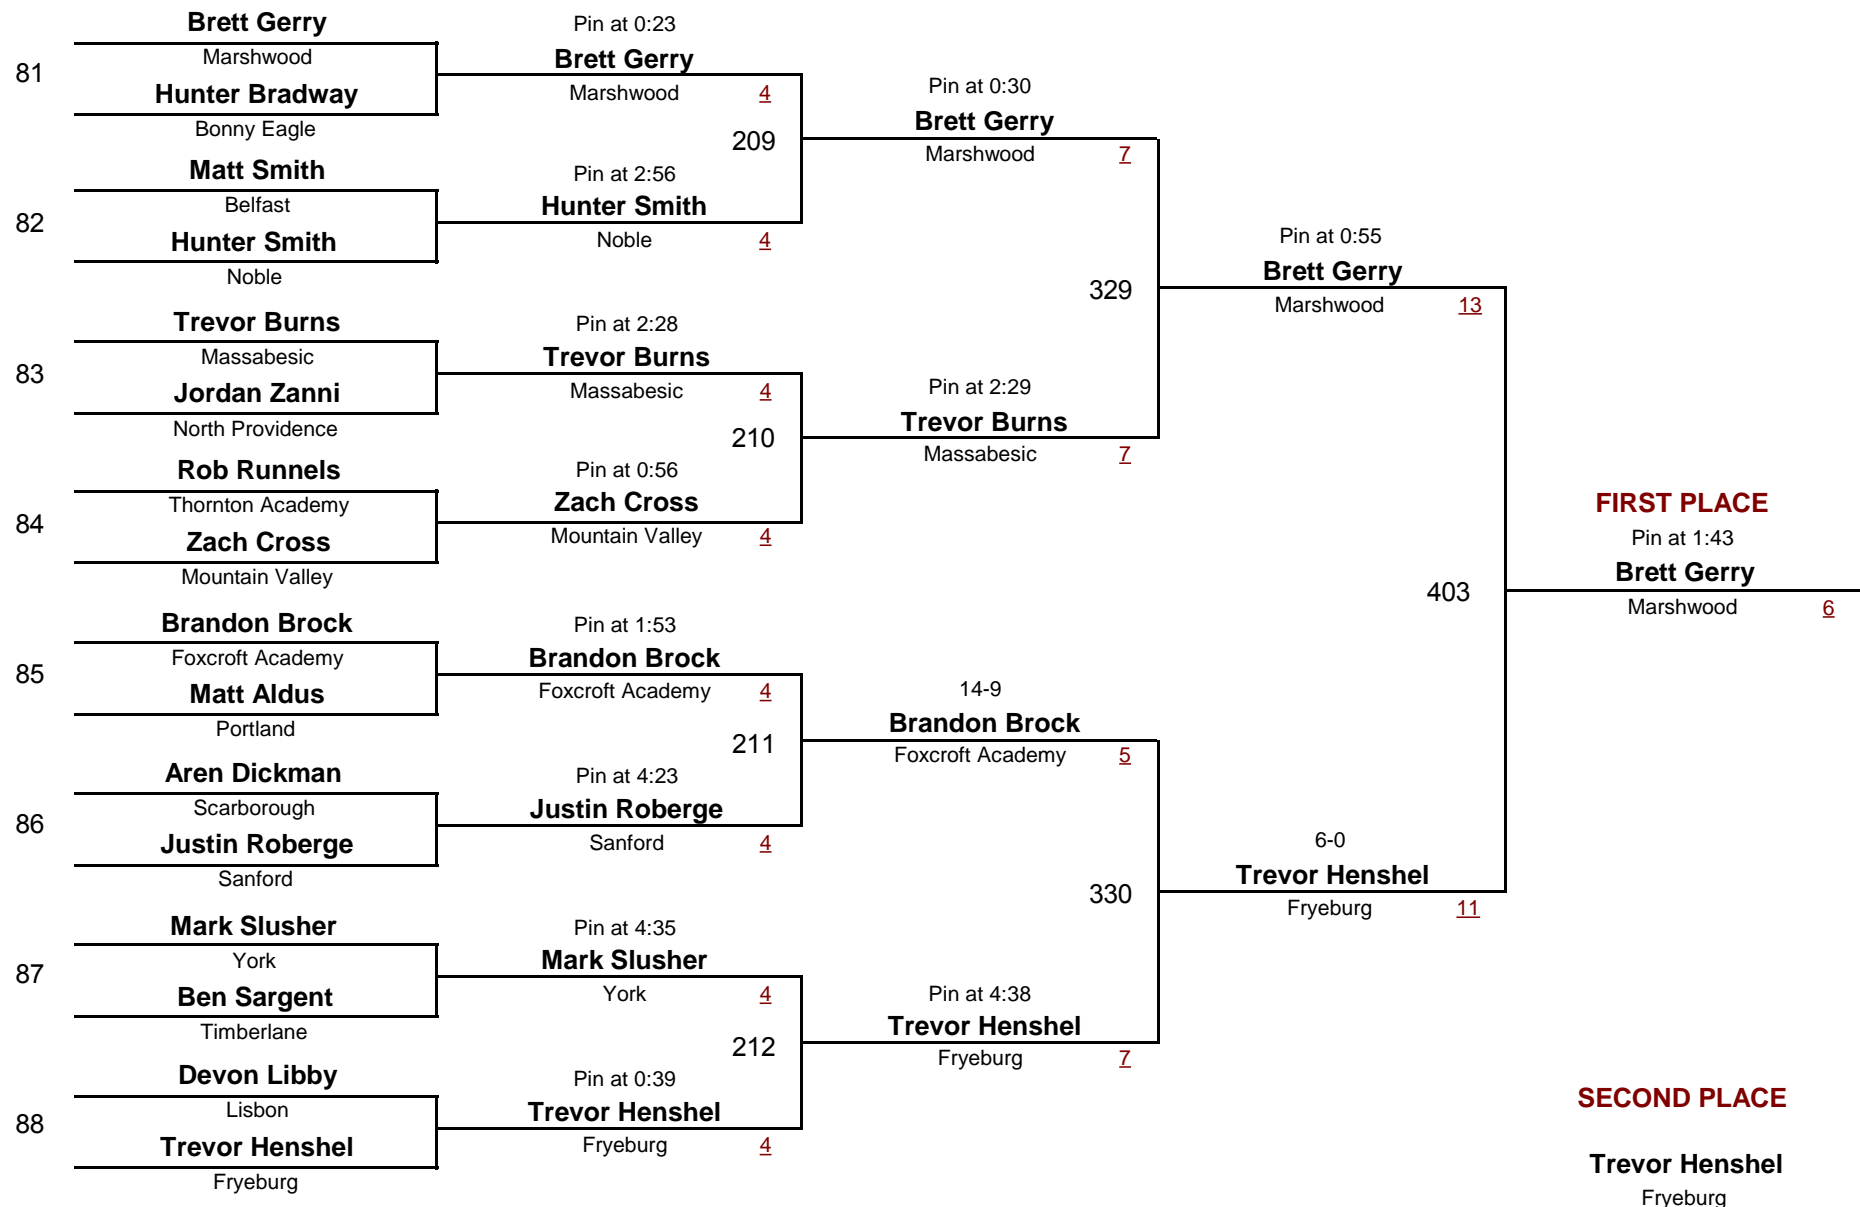 Brett Gerry
Marshwood
81
Hunter Bradway
Bonny Eagle
Matt Smith
Belfast
82
Hunter Smith
Noble
Trevor Burns
Massabesic
83
Jordan Zanni
North Providence
Rob Runnels
Thornton Academy
84
Zach Cross
Mountain Valley
Brandon Brock
Foxcroft Academy
85
Matt Aldus
Portland
Aren Dickman
Scarborough
86
Justin Roberge
Sanford
Mark Slusher
York
87
Ben Sargent
Timberlane
Devon Libby
Lisbon
88
Trevor Henshel
Fryeburg
Pin at 0:23
Brett Gerry
Marshwood 4
209
Pin at 2:56
Hunter Smith
Noble 4
Pin at 2:28
Trevor Burns
Massabesic 4
210
Pin at 0:56
Zach Cross
Mountain Valley 4
Pin at 1:53
Brandon Brock
Foxcroft Academy 4
211
Pin at 4:23
Justin Roberge
Sanford 4
Pin at 4:35
Mark Slusher
York 4
212
Pin at 0:39
Trevor Henshel
Fryeburg 4
Pin at 0:30
Brett Gerry
Marshwood 7
329
Pin at 2:29
Trevor Burns
Massabesic 7
14-9
Brandon Brock
Foxcroft Academy 5
330
Pin at 4:38
Trevor Henshel
Fryeburg 7
Pin at 0:55
Brett Gerry
Marshwood 13
403
6-0
Trevor Henshel
Fryeburg 11
FIRST PLACE
Pin at 1:43
Brett Gerry
Marshwood 6
SECOND PLACE
Trevor Henshel
Fryeburg